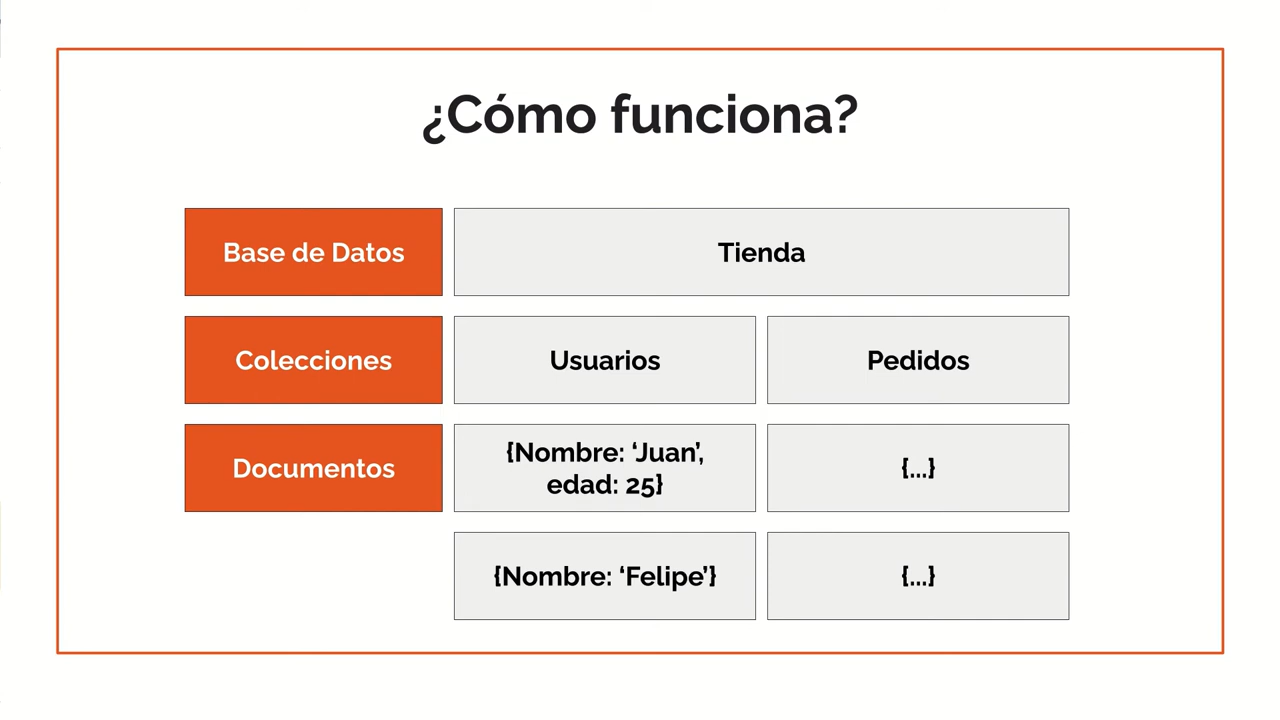 ¿Cómo funciona?
Base de Datos
Tienda
Colecciones
Usuarios
Pedidos
Documentos
{Nombre: ‘Juan’,
edad: 25}
{...}
{Nombre: ‘Felipe’}
{...}